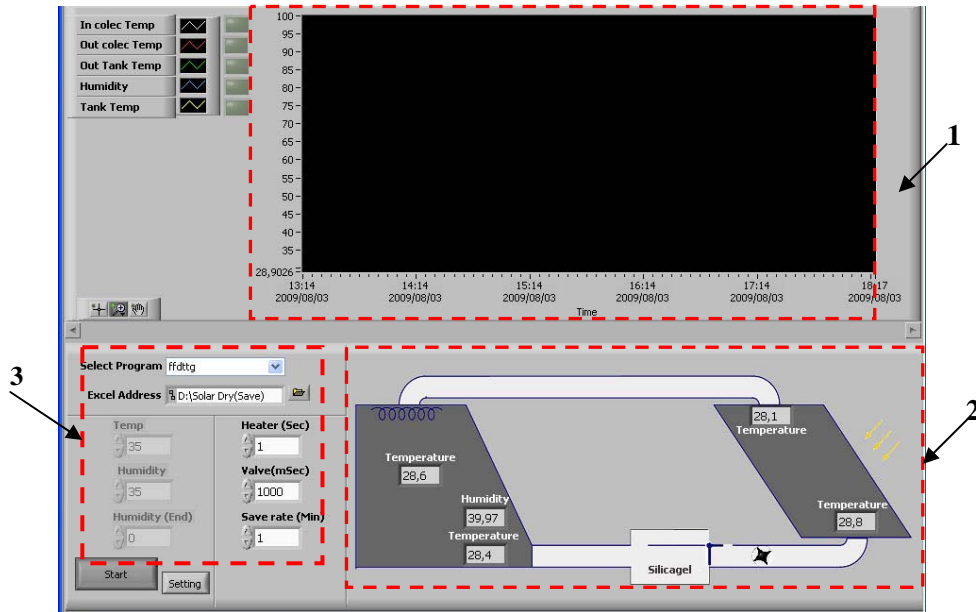 In colec Temp
Out colec Temp
Out Tank Temp
Humidity
Tank Temp
100
95
90
85
80
75
70
65
60
55
50
45
40
35
28,9026
13:14 14:14 15:14 16:14 17:14 18:17
2009/08/03 2009/08/03 2009/08/03 2009/08/03 2009/08/03 2009/08/03
Time
1
Select Program ffdttg
Excel Address D:\Solar Dry(Save)
Temp
35
Humidity
35
Humidity (End)
0
Heater (Sec)
1
Valve(mSec)
1000
Save rate (Min)
1
Start
Setting
3
Temperature
28,6
Humidity
39,97
Temperature
28,4
Silicagel
28,1
Temperature
Temperature
28,8
2